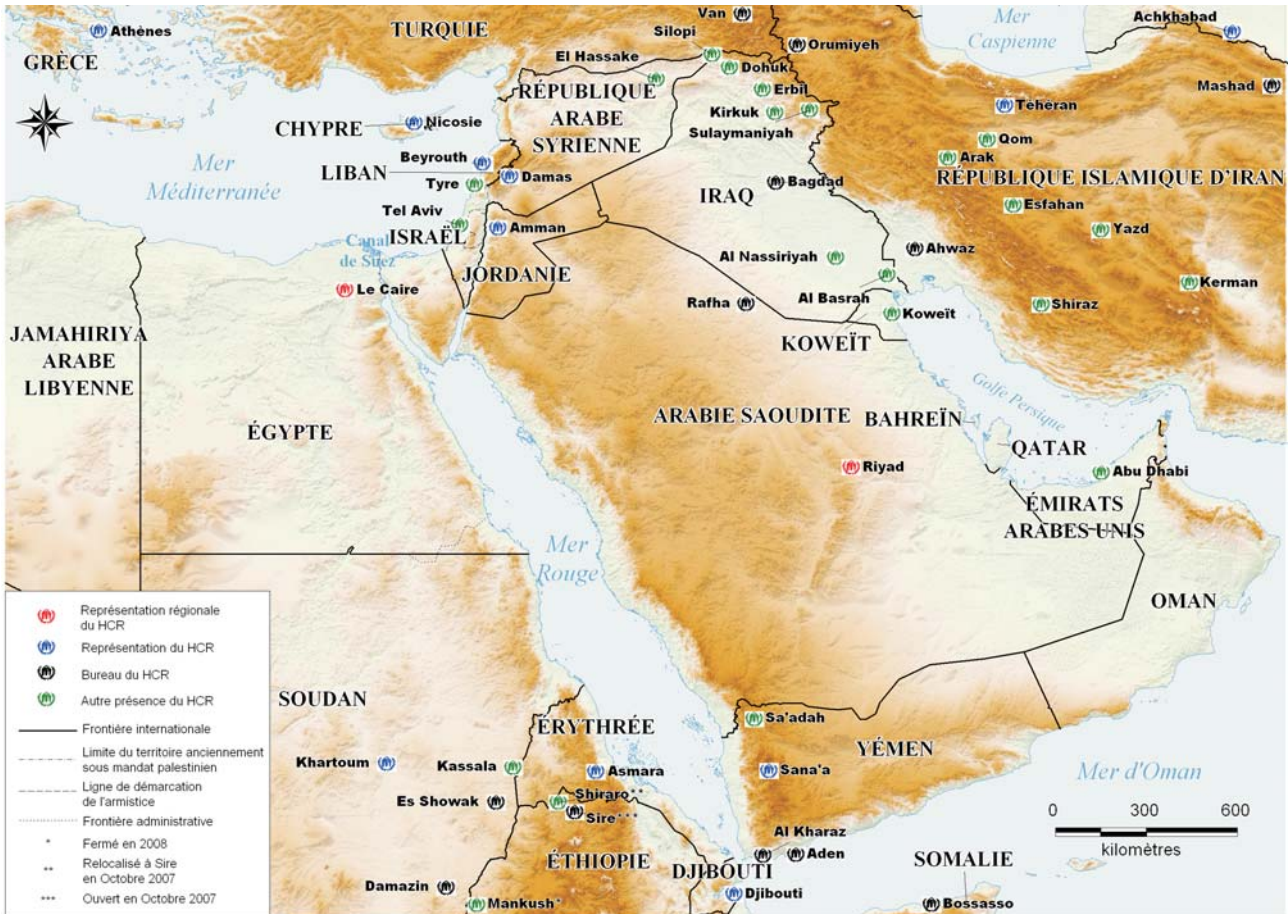 Van
Achkhabad
Athènes
TURQUIE
Silopi
Orumiyeh
Mer
Caspienne
GRÈCE
El Hassake
Dohuk
Mashad
RÉPUBLIQUE
ARABE
SYRIENNE
Erbil
Kirkuk
Sulaymaniyah
Téhéran
CHYPRE
Nicosie
Qom
Arak
Mer
Méditerranée
Beyrouth
LIBAN
Damas
Tyre
IRAQ
Bagdad
RÉPUBLIQUE ISLAMIQUE D'IRAN
Esfahan
Tel Aviv
ISRAËL
Amman
Yazd
Canal
de Suez
Ahwaz
Al Nassiriyah
JORDANIE
Le Caire
Rafha
Al Basrah
Kerman
Shiraz
Koweït
KOWEÏT
JAMAHIRIYA
ARABE
LIBYENNE
Golfe Persique
ÉGYPTE
ARABIE SAOUDITE
BAHREÏN
QATAR
Riyad
Abu Dhabi
ÉMIRATS
ARABES UNIS
Mer
Rouge
OMAN
Représentation régionale
du HCR
Représentation du HCR
Bureau du HCR
Autre présence du HCR
Frontière internationale
Limite du territoire anciennement
sous mandat palestinien
Ligne de démarcation
de l'armistice
Frontière administrative
* Fermé en 2008
** Relocalisé à Sire
en Octobre 2007
*** Ouvert en Octobre 2007
SOUDAN
ÉRYTHRÉE
Sa'adah
YÉMEN
Khartoum
Kassala
Asmara
Sana'a
Mer d'Oman
Es Showak
Shiraro**
Sire***
0 300 600
kilomètres
Al Kharaz
Aden
ÉTHIOPIE
DJIBOUTI
SOMALIE
Damazin
Mankush*
Djibouti
Bossasso